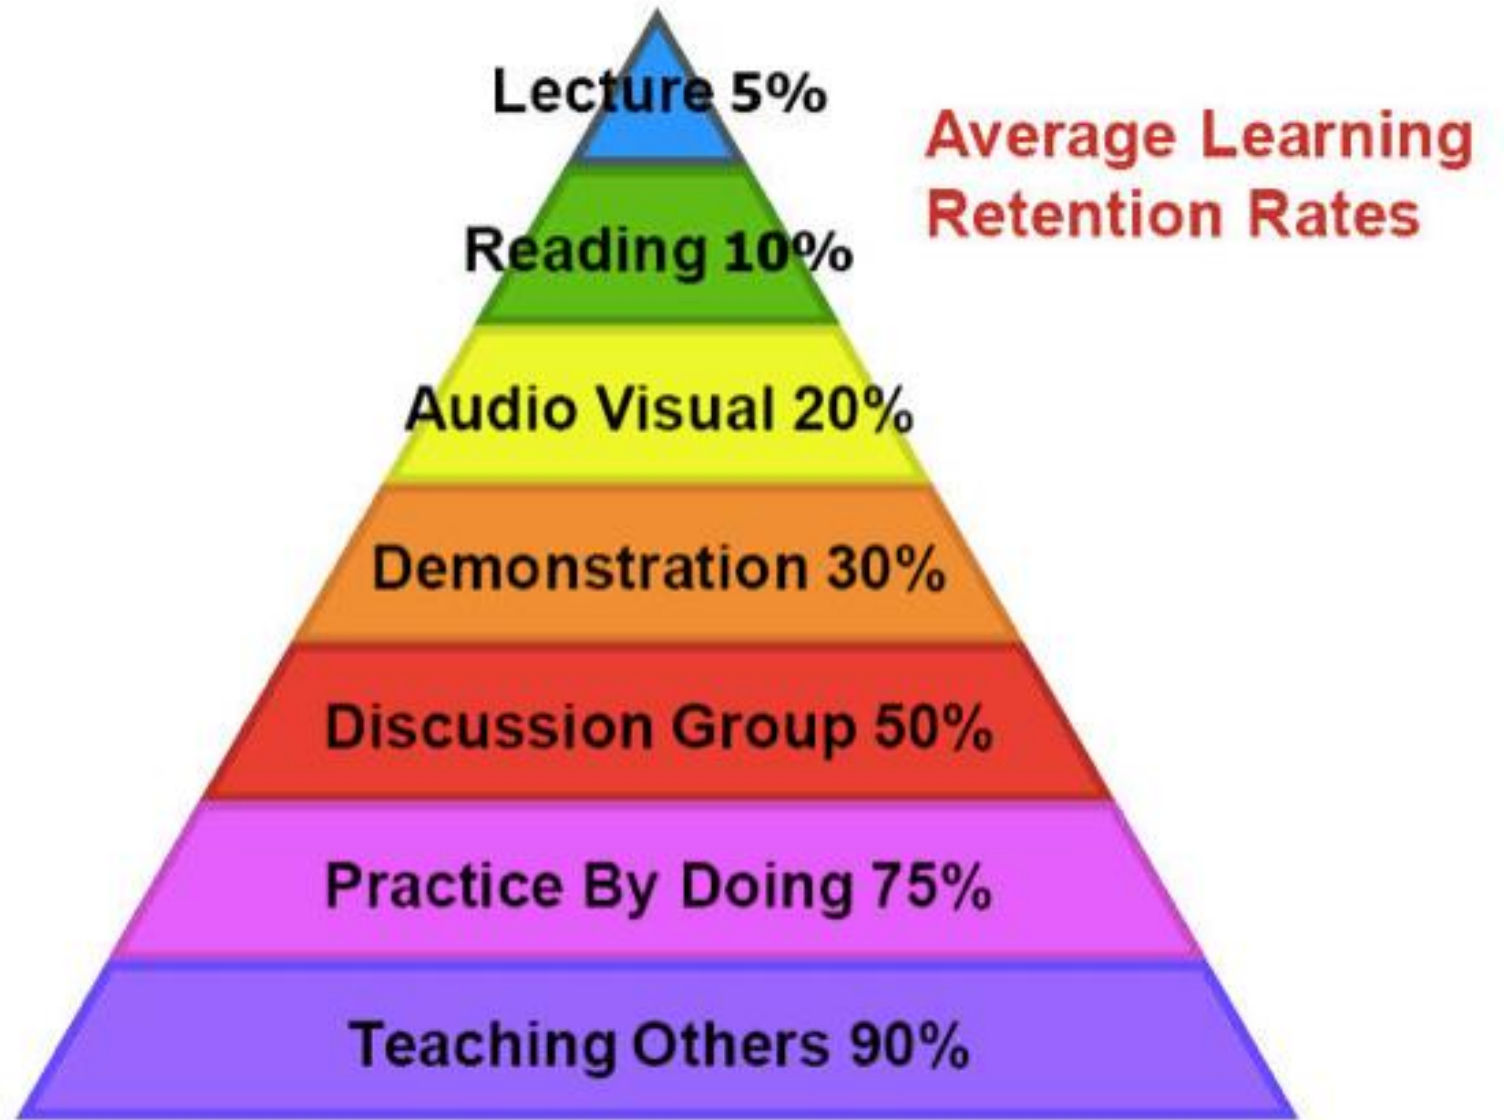 Lecture 5%
Average Learning
Retention Rates
Reading 10%
Audio Visual 20%
Demonstration 30%
Discussion Group 50%
Practice By Doing 75%
Teaching Others 90%